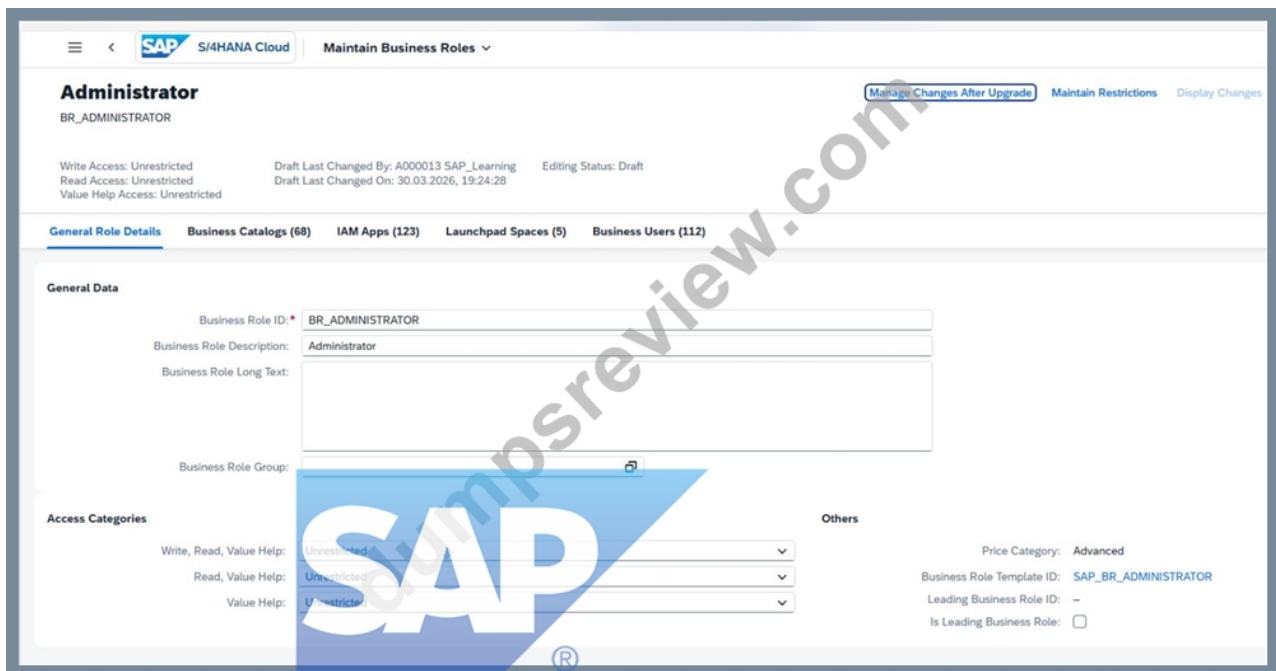 SAP S/4HANA Cloud Maintain Business Roles
Administrator
Manage Changes After Upgrade Maintain Restrictions Display Changes
BR_ADMINISTRATOR
Write Access: Unrestricted Draft Last Changed By: A000013 SAP_Learning Editing Status: Draft
Read Access: Unrestricted Draft Last Changed On: 30.03.2026, 19:24:28
Value Help Access: Unrestricted
General Role Details Business Catalogs (68) IAM Apps (123) Launchpad Spaces (5) Business Users (112)
General Data
Business Role ID:* BR_ADMINISTRATOR
Business Role Description: Administrator
Business Role Long Text:
Business Role Group:
Access Categories Others
Write, Read, Value Help: Unrestricted Price Category: Advanced
Read, Value Help: Unrestricted Business Role Template ID: SAP_BR_ADMINISTRATOR
Value Help: Unrestricted Leading Business Role ID: –
Is Leading Business Role:
SAP ®
dumpsreview.com